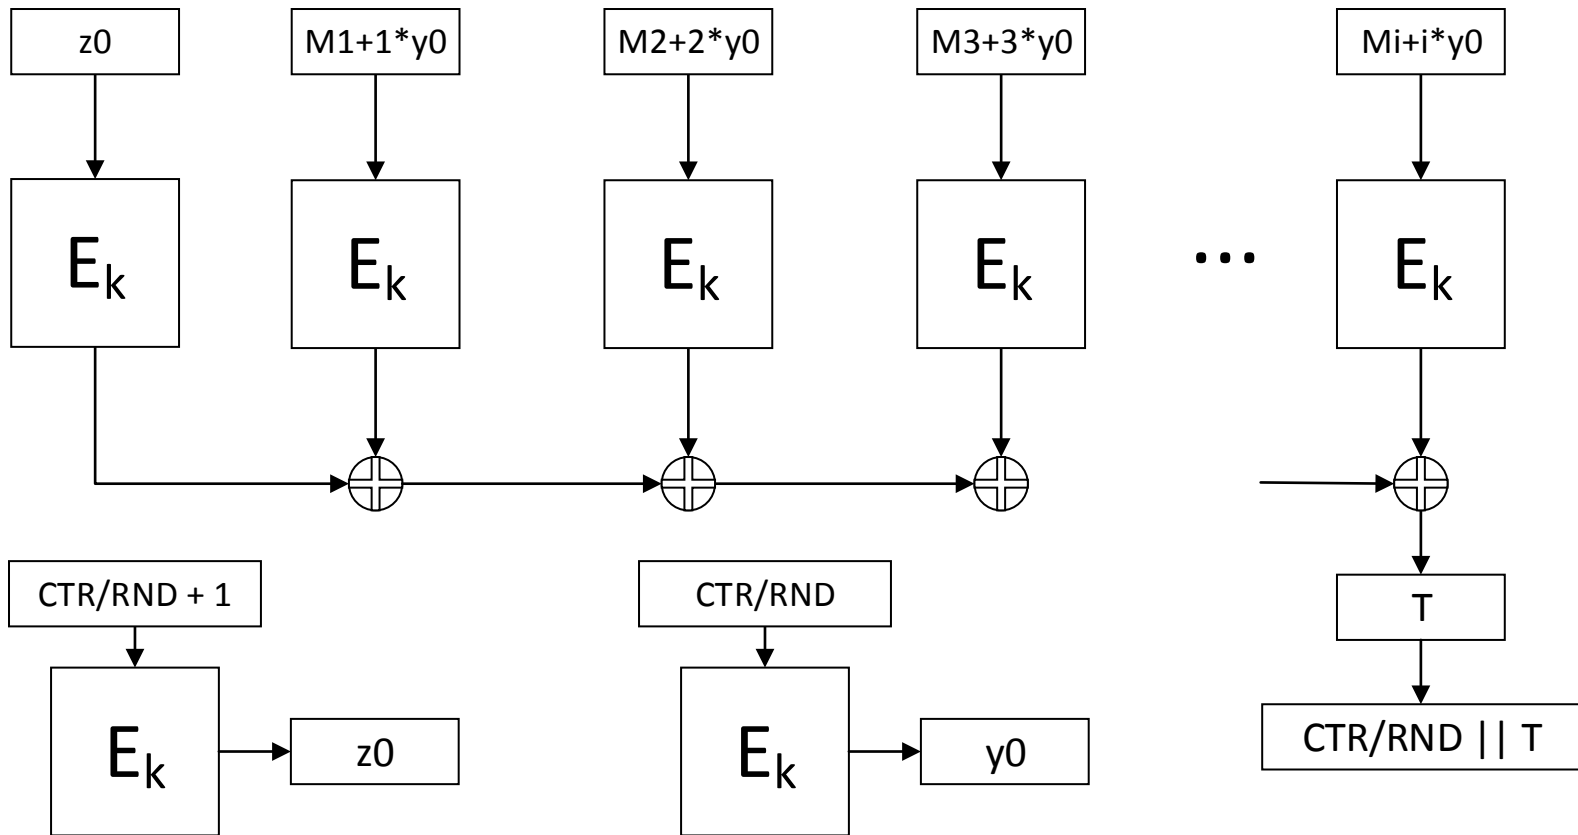 z0
M1+1*y0
M2+2*y0
M3+3*y0
Mi+i*y0
Ek
Ek
Ek
Ek
...
Ek
CTR/RND + 1
CTR/RND
T
Ek
z0
Ek
y0
CTR/RND || T